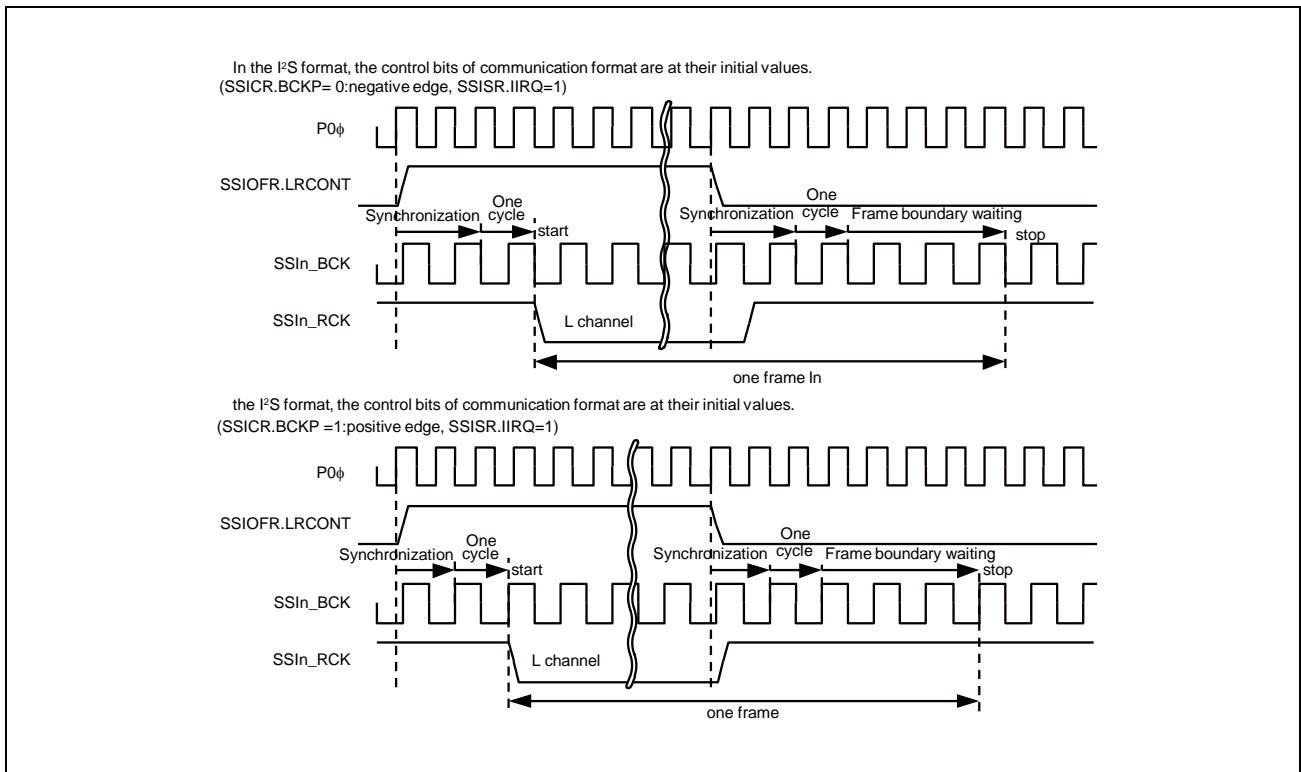 In the I²S format, the control bits of communication format are at their initial values.
(SSICR.BCKP= 0:negative edge, SSISR.IIRQ=1)
P0ϕ
SSIOFR.LRCONT
Synchronization
One
cycle
start
Synchronization
One
cycle
Frame boundary waiting
stop
SSIn_BCK
SSIn_RCK
L channel
one frame In
the I²S format, the control bits of communication format are at their initial values.
(SSICR.BCKP =1:positive edge, SSISR.IIRQ=1)
P0ϕ
SSIOFR.LRCONT
Synchronization
One
cycle
start
Synchronization
One
cycle
Frame boundary waiting
stop
SSIn_BCK
SSIn_RCK
L channel
one frame